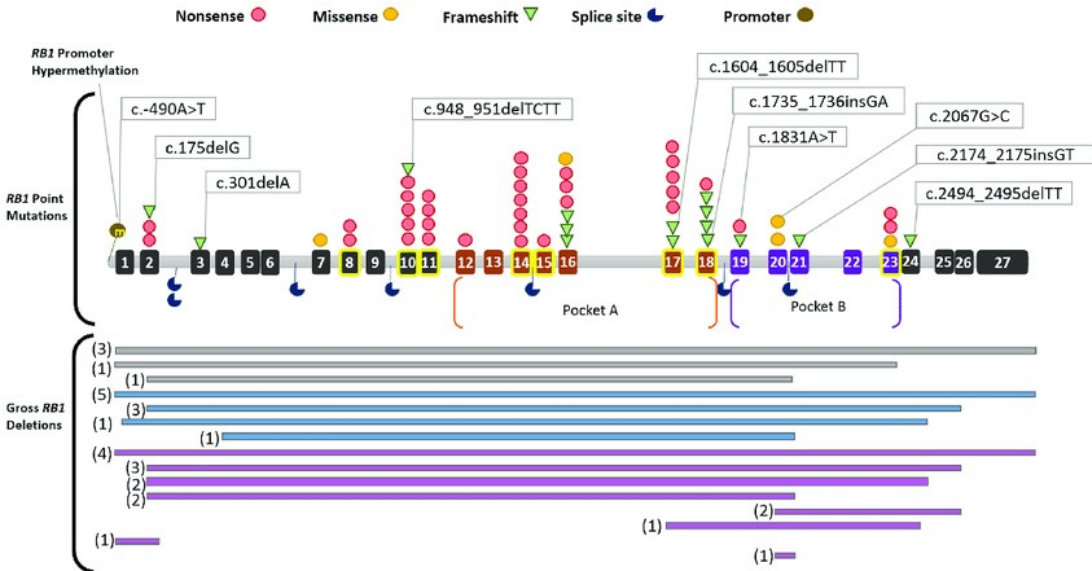 Nonsense Missense Frameshift Splice site Promoter
RB1 Promoter
Hypermethylation
c.1604_1605delTT
c.-490A>T
c.948_951delTCTT
c.1735_1736insGA
c.2067G>C
c.175delG
c.1831A>T
c.301delA
c.2174_2175insGT
c.2494_2495delTT
RB1 Point
Mutations
1 2 3 4 5 6 7 8 9 10 11 12 13 14 15 16 17 18 19 20 21 22 23 24 25 26 27
Pocket A
Pocket B
(3)
(1)
(1)
(5)
Gross RB1
Deletions
(3)
(1)
(1)
(4)
(3)
(2)
(2)
(2)
(1)
(1)
(1)